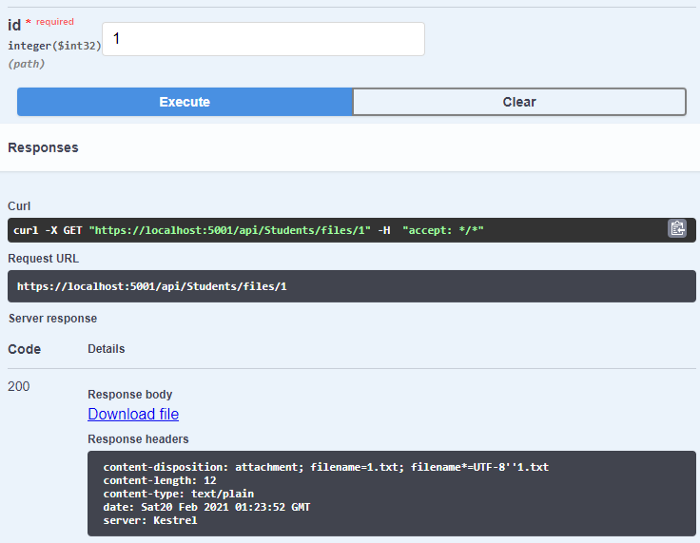 id * required
integer($int32) 1
(path)
Execute Clear
Responses
Curl
curl -X GET "https://localhost:5001/api/Students/files/1" -H  "accept: */*"
Request URL
https://localhost:5001/api/Students/files/1
Server response
Code Details
200
Response body
Download file
Response headers
content-disposition: attachment; filename=1.txt; filename*=UTF-8''1.txt
content-length: 12
content-type: text/plain
date: Sat20 Feb 2021 01:23:52 GMT
server: Kestrel